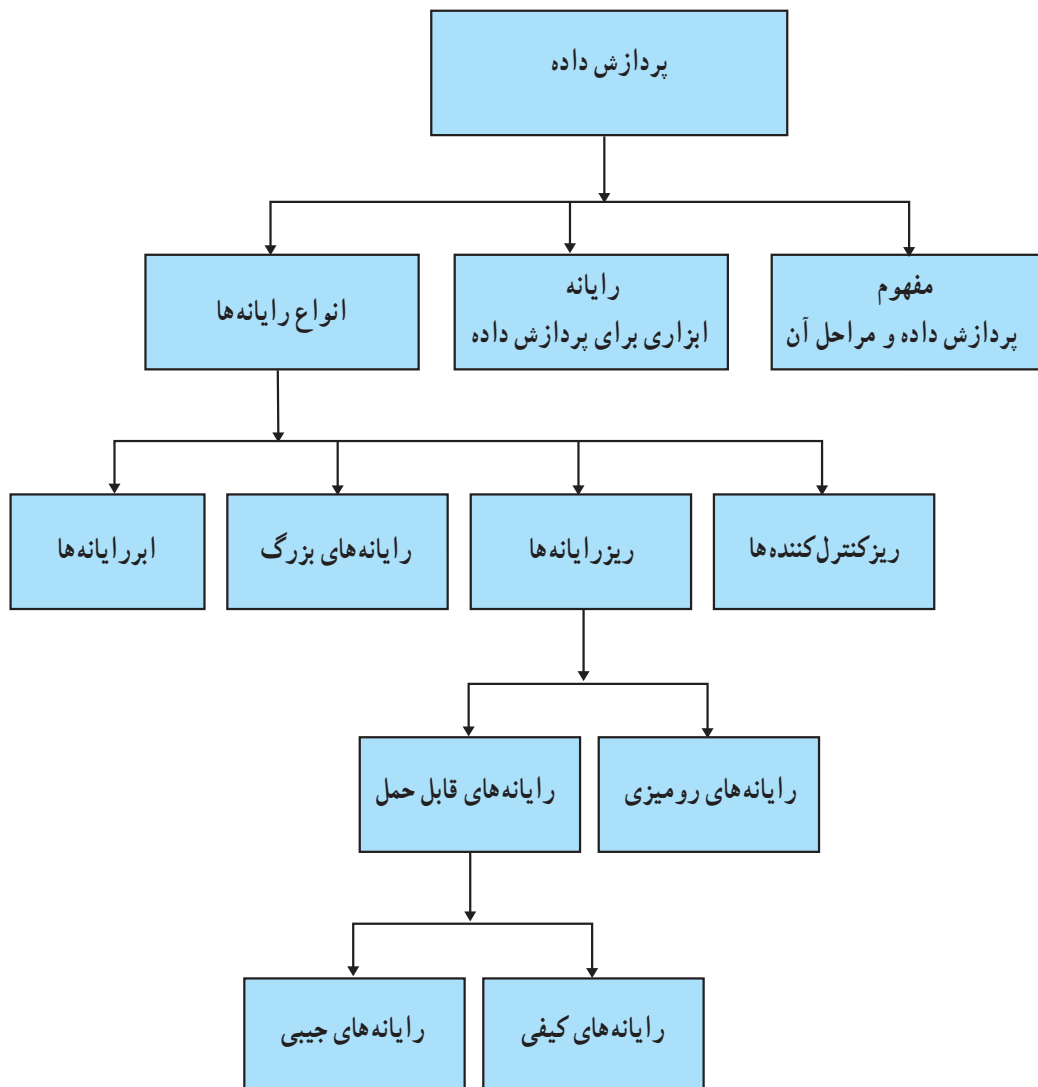 پردازش داده
مفهوم
پردازش داده و مراحل آن
رایانه
ابزاری برای پردازش داده
انواع رایانه‌ها
ریزکنترل‌کننده‌ها
ریزرایانه‌ها
رایانه‌های بزرگ
ابررایانه‌ها
رایانه‌های رومیزی
رایانه‌های قابل حمل
رایانه‌های کیفی
رایانه‌های جیبی